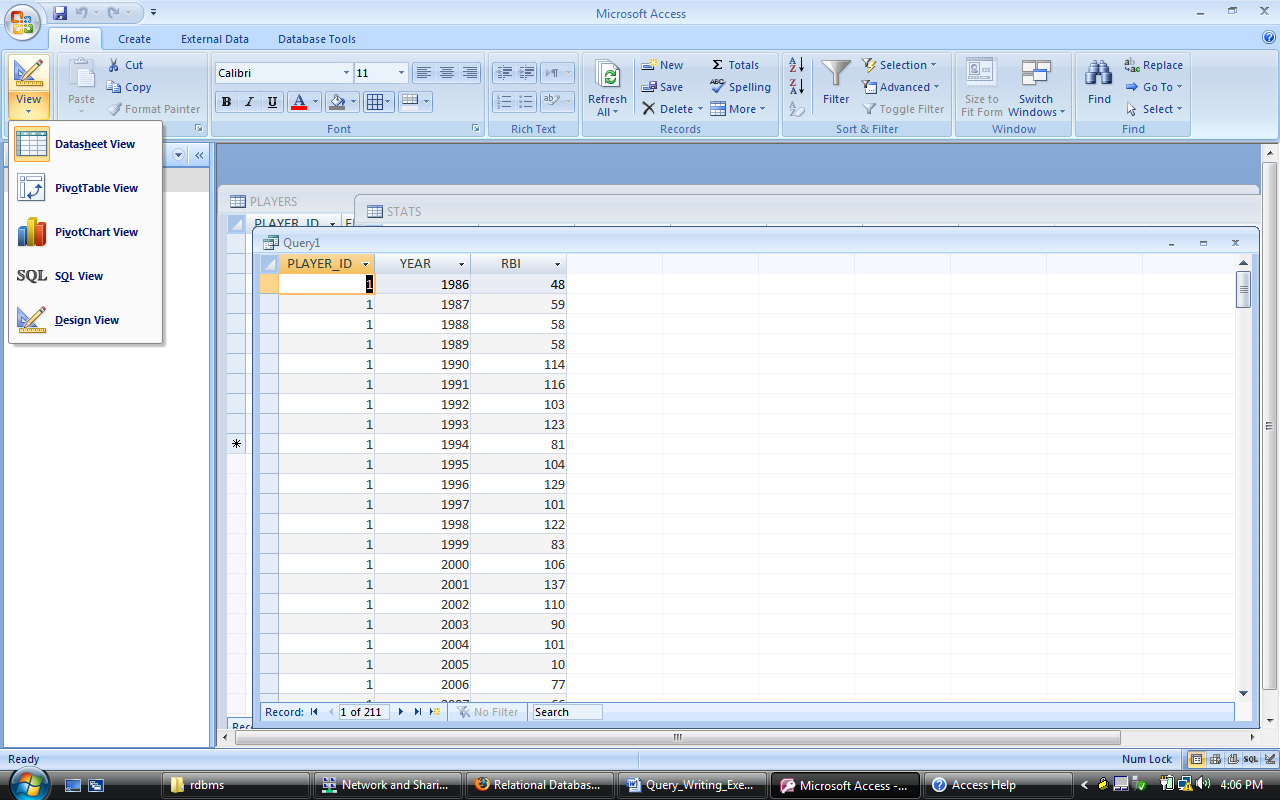 Microsoft Access
Home Create External Data Database Tools
View
Paste
Cut
Copy
Format Painter
Calibri 11
B I U A
Font
Rich Text
Refresh All
New
Save
Delete
Totals
Spelling
More
Records
Filter
Selection
Advanced
Toggle Filter
Sort & Filter
Size to Fit Form
Switch Windows
Window
Find
Replace
Go To
Select
Find
Datasheet View
PivotTable View
PivotChart View
SQL SQL View
Design View
PLAYERS
STATS
PLAYER_ID
Query1
PLAYER_ID YEAR RBI
1 1986 48
1 1987 59
1 1988 58
1 1989 58
1 1990 114
1 1991 116
1 1992 103
1 1993 123
1 1994 81
1 1995 104
1 1996 129
1 1997 101
1 1998 122
1 1999 83
1 2000 106
1 2001 137
1 2002 110
1 2003 90
1 2004 101
1 2005 10
1 2006 77
Record: 1 of 211 No Filter Search
Ready Num Lock SQL
rdbms Network and Shari... Relational Databas... Query_Writing_Exe... Microsoft Access -... Access Help 4:06 PM